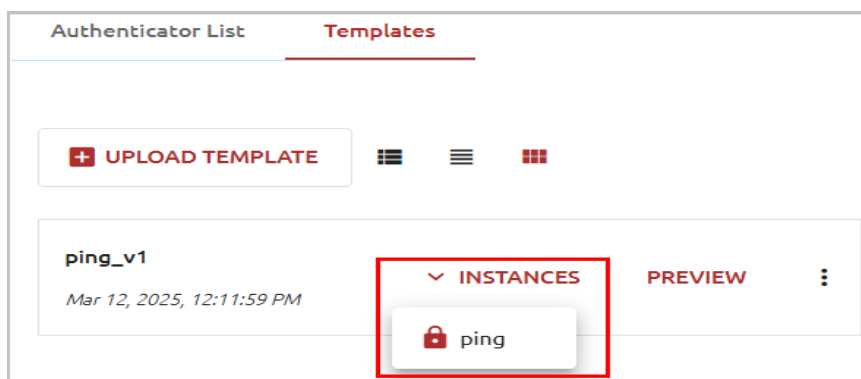 Authenticator List
Templates
UPLOAD TEMPLATE
ping_v1
Mar 12, 2025, 12:11:59 PM
INSTANCES
PREVIEW
ping